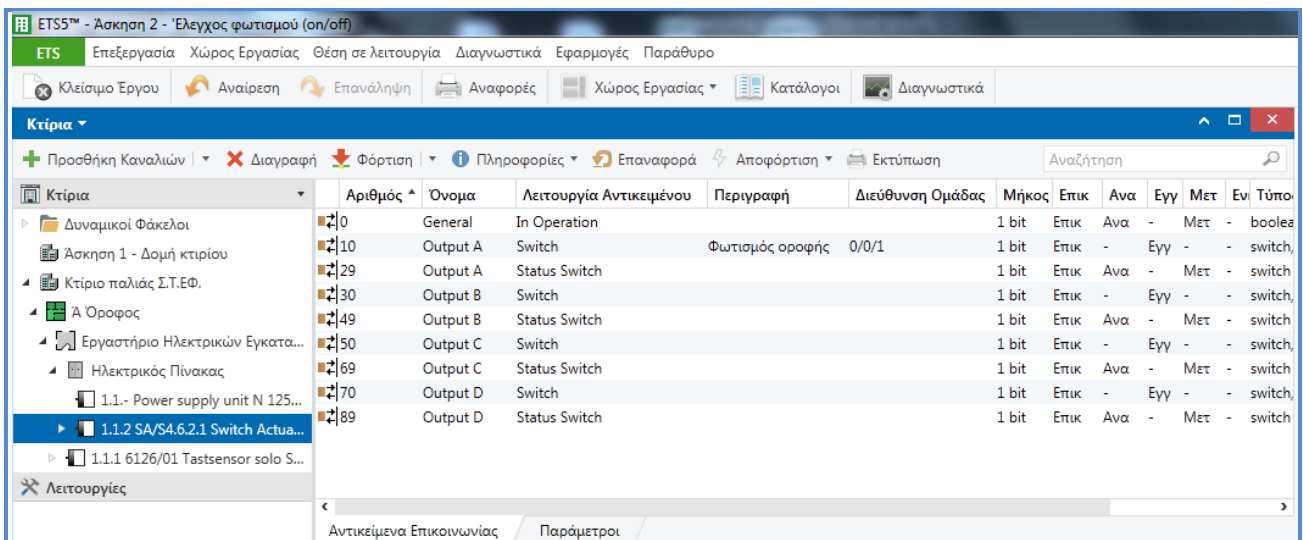 ETS5™ - Άσκηση 2 - 'Ελεγχος φωτισμού (on/off)
ETS Επεξεργασία Χώρος Εργασίας Θέση σε λειτουργία Διαγνωστικά Εφαρμογές Παράθυρο
Κλείσιμο Έργου Αναίρεση Επανάληψη Αναφορές Χώρος Εργασίας Κατάλογοι Διαγνωστικά
Κτίρια
Προσθήκη Καναλιών Διαγραφή Φόρτιση Πληροφορίες Επαναφορά Αποφόρτιση Εκτύπωση Αναζήτηση
Κτίρια
Δυναμικοί Φάκελοι
Άσκηση 1 - Δομή κτιρίου
Κτίριο παλιάς Σ.Τ.ΕΦ.
Ά Όροφος
Εργαστήριο Ηλεκτρικών Εγκατα...
Ηλεκτρικός Πίνακας
1.1.- Power supply unit N 125...
1.1.2 SA/S4.6.2.1 Switch Actua...
1.1.1 6126/01 Tastsensor solo S...
Λειτουργίες
Αριθμός Όνομα Λειτουργία Αντικειμένου Περιγραφή Διεύθυνση Ομάδας Μήκος Επικ Ανα Εγγ Μετ Ενι Τύπο
0 General In Operation 1 bit Επικ Ανα - Μετ - boolea
10 Output A Switch Φωτισμός οροφής 0/0/1 1 bit Επικ - Εγγ - - switch,
29 Output A Status Switch 1 bit Επικ Ανα - Μετ - switch
30 Output B Switch 1 bit Επικ - Εγγ - - switch,
49 Output B Status Switch 1 bit Επικ Ανα - Μετ - switch
50 Output C Switch 1 bit Επικ - Εγγ - - switch,
69 Output C Status Switch 1 bit Επικ Ανα - Μετ - switch
70 Output D Switch 1 bit Επικ - Εγγ - - switch,
89 Output D Status Switch 1 bit Επικ Ανα - Μετ - switch
Αντικείμενα Επικοινωνίας Παράμετροι